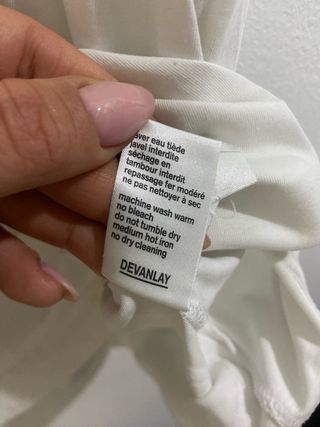 aver eau tiède
javel interdite
séchage en
tambour interdit
repassage fer modéré
ne pas nettoyer à sec
machine wash warm
no bleach
do not tumble dry
medium hot iron
no dry cleaning
DEVANLAY